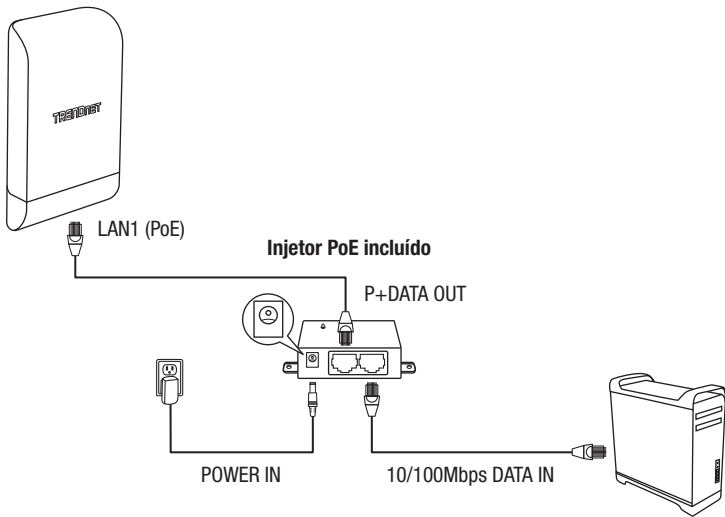 TRENDNET
LAN1 (PoE)
Injetor PoE incluído
P+DATA OUT
POWER IN
10/100Mbps DATA IN